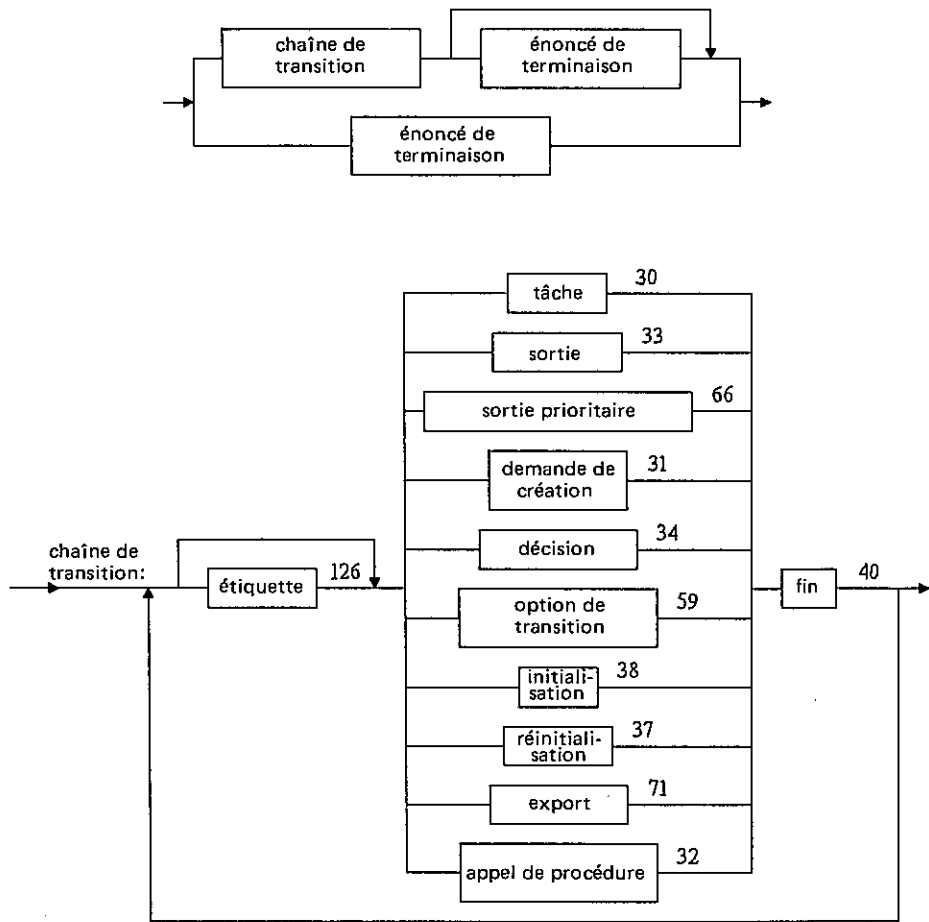 chaîne de
transition
énoncé de
terminaison
énoncé de
terminaison
tâche 30
sortie 33
sortie prioritaire 66
demande de
création 31
décision 34
chaîne de
transition:
étiquette 126
option de
transition 59
fin 40
initiali-
sation 38
réinitiali-
sation 37
export 71
appel de procédure 32